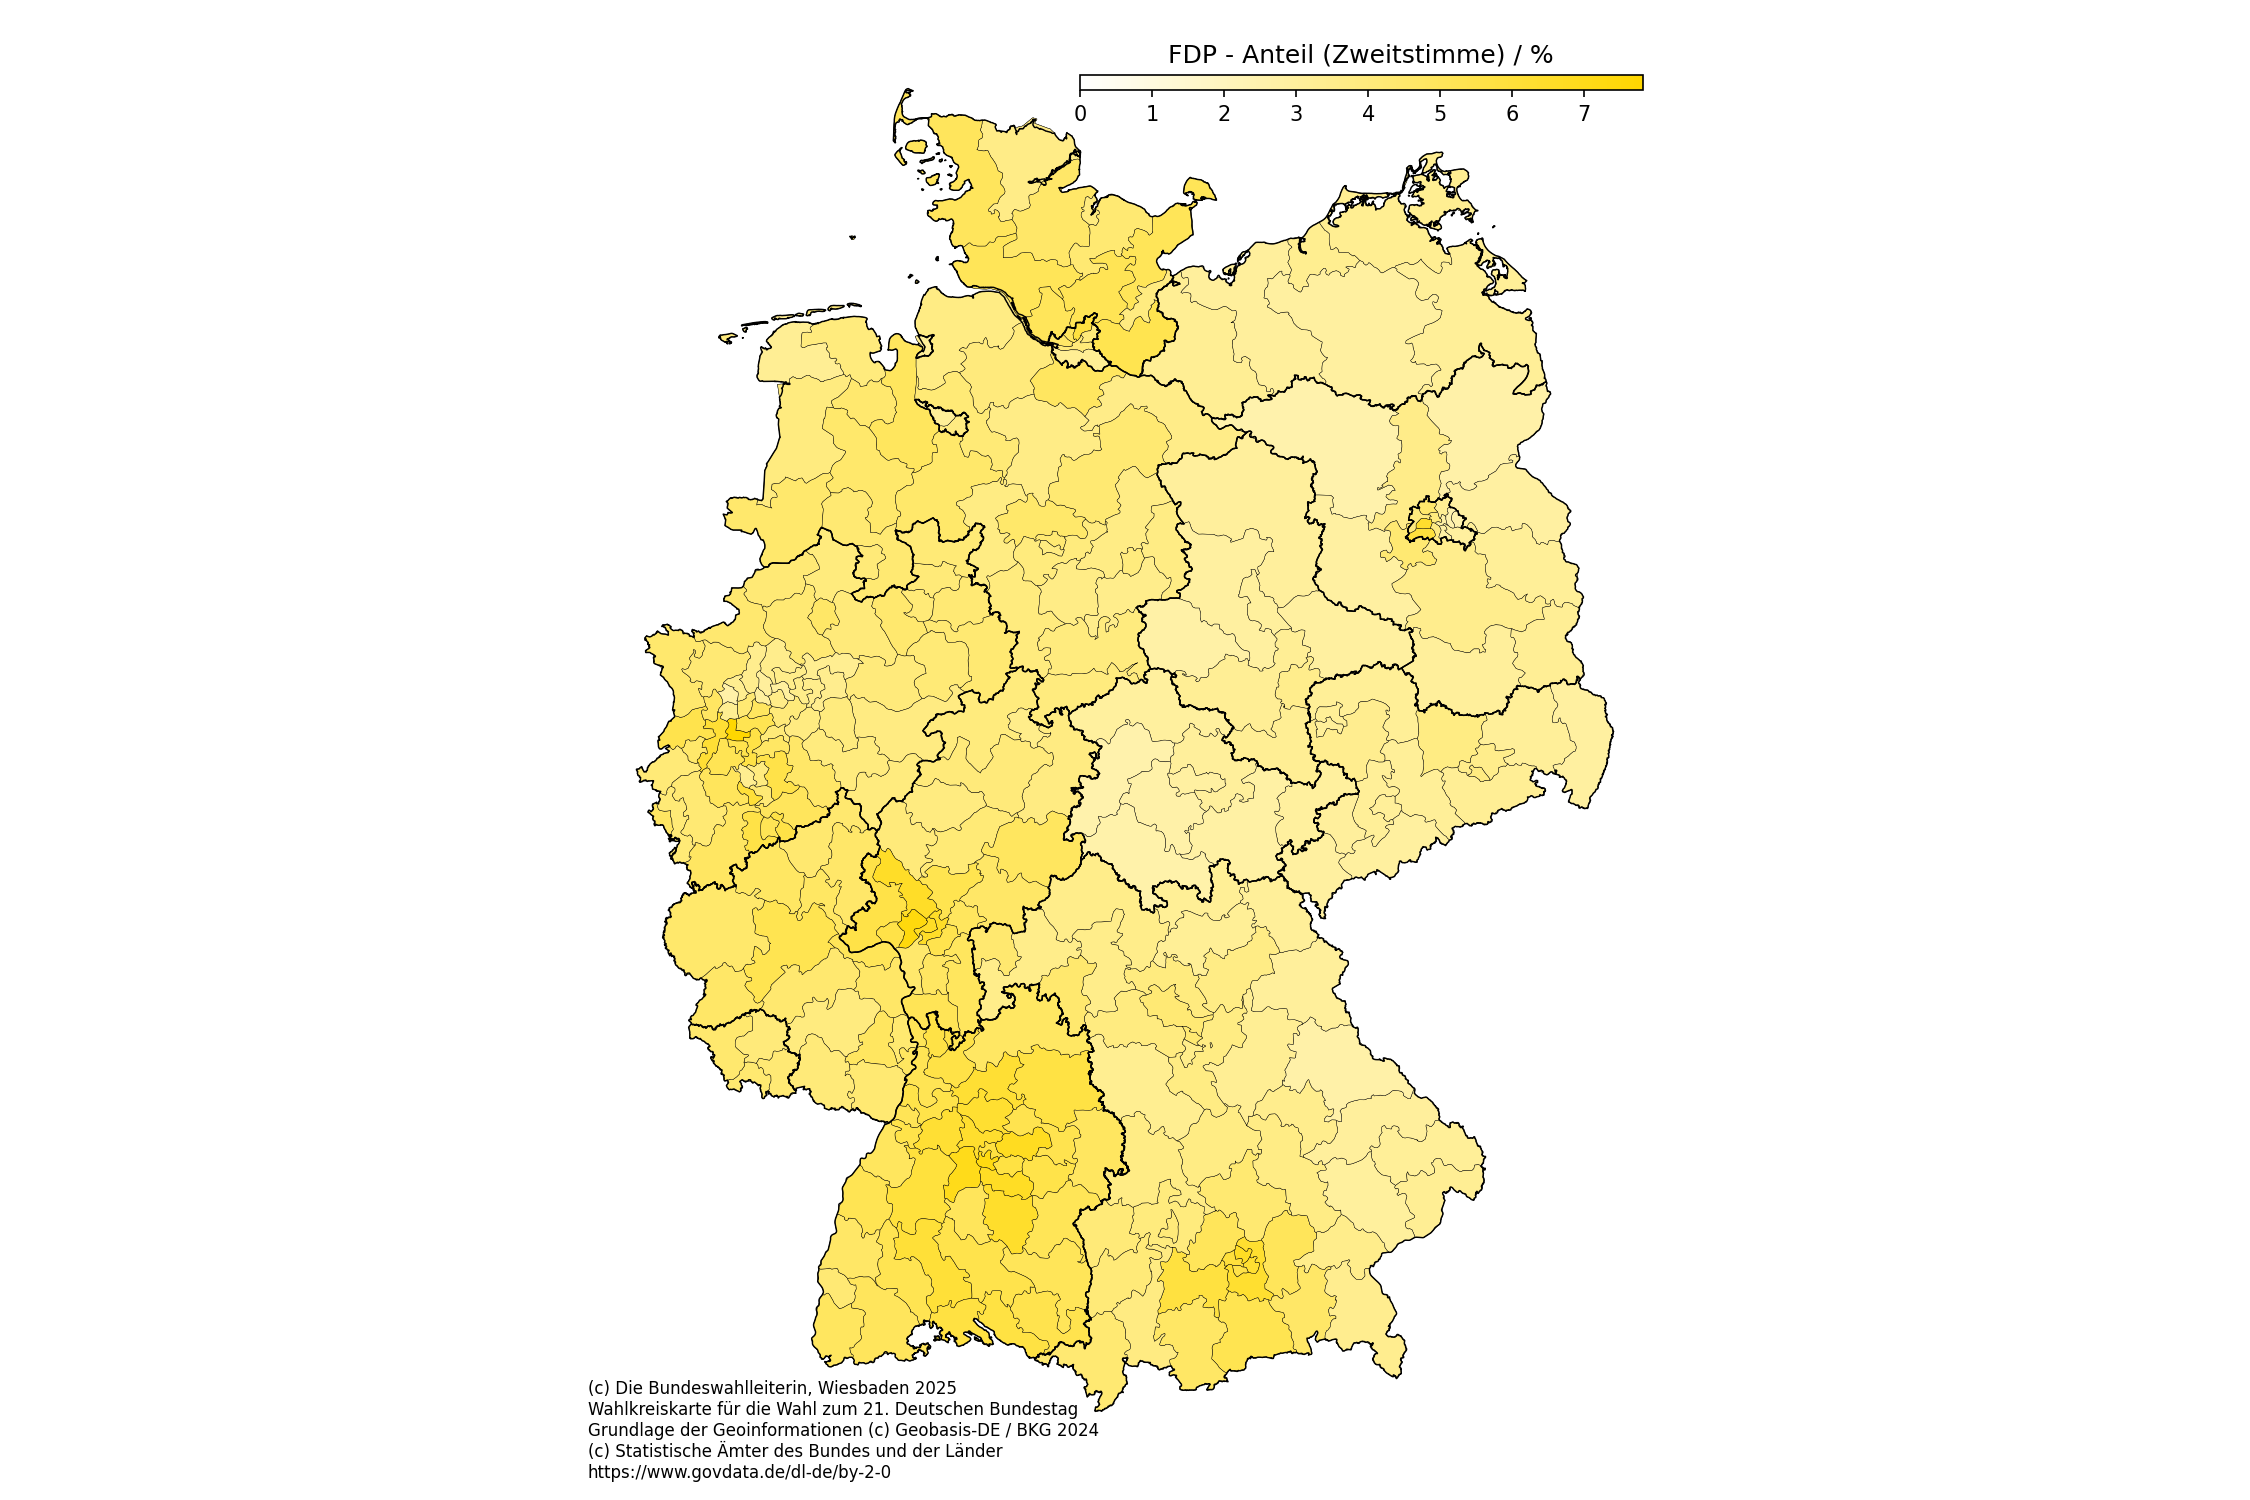 FDP - Anteil (Zweitstimme) / %
0 1 2 3 4 5 6 7
(c) Die Bundeswahlleiterin, Wiesbaden 2025
Wahlkreiskarte für die Wahl zum 21. Deutschen Bundestag
Grundlage der Geoinformationen (c) Geobasis-DE / BKG 2024
(c) Statistische Ämter des Bundes und der Länder
https://www.govdata.de/dl-de/by-2-0